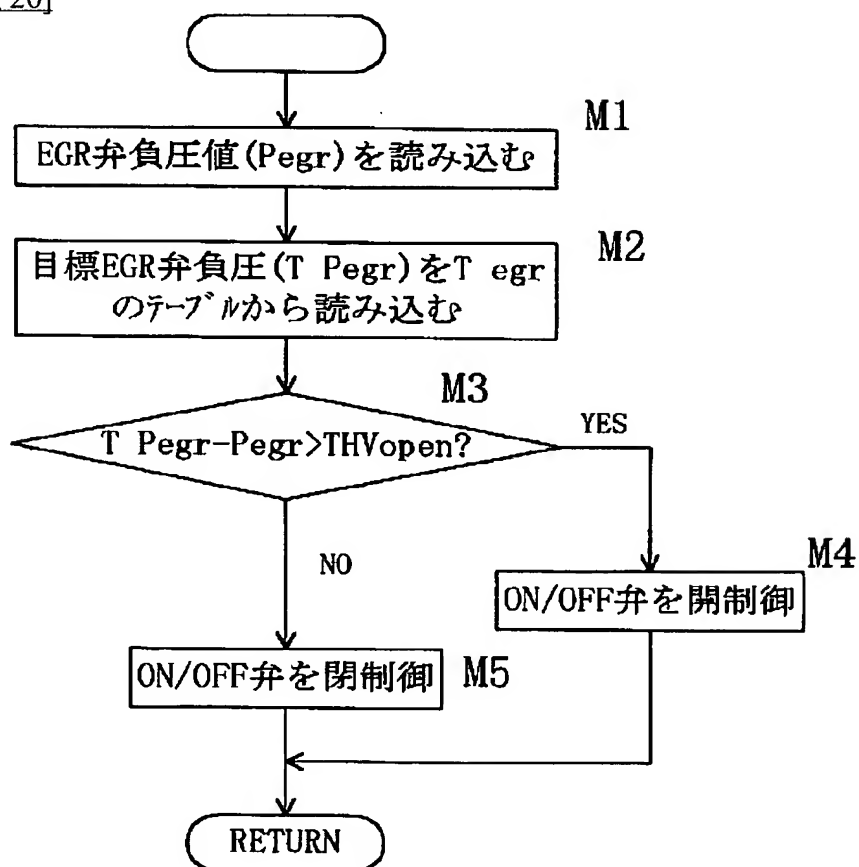 20]
M1
EGR弁負圧値(Pegr)を読み込む
M2
目標EGR弁負圧(T Pegr)をT egr
のテーブルから読み込む
M3
T Pegr-Pegr>THVopen?
YES
NO
M4
ON/OFF弁を開制御
ON/OFF弁を閉制御 M5
RETURN